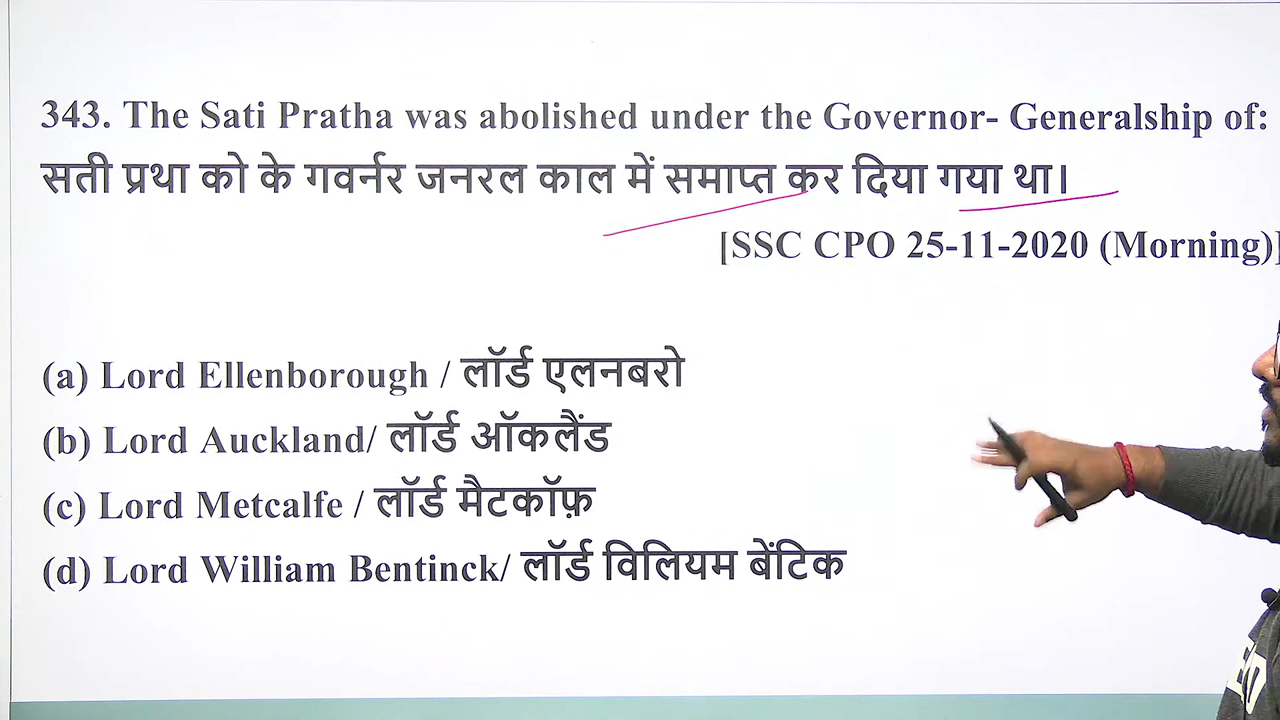 343. The Sati Pratha was abolished under the Governor- Generalship of:
सती प्रथा को के गवर्नर जनरल काल में समाप्त कर दिया गया था।
[SSC CPO 25-11-2020 (Morning)]
(a) Lord Ellenborough / लॉर्ड एलनबरो
(b) Lord Auckland/ लॉर्ड ऑकलैंड
(c) Lord Metcalfe / लॉर्ड मैटकॉफ़
(d) Lord William Bentinck/ लॉर्ड विलियम बेंटिक